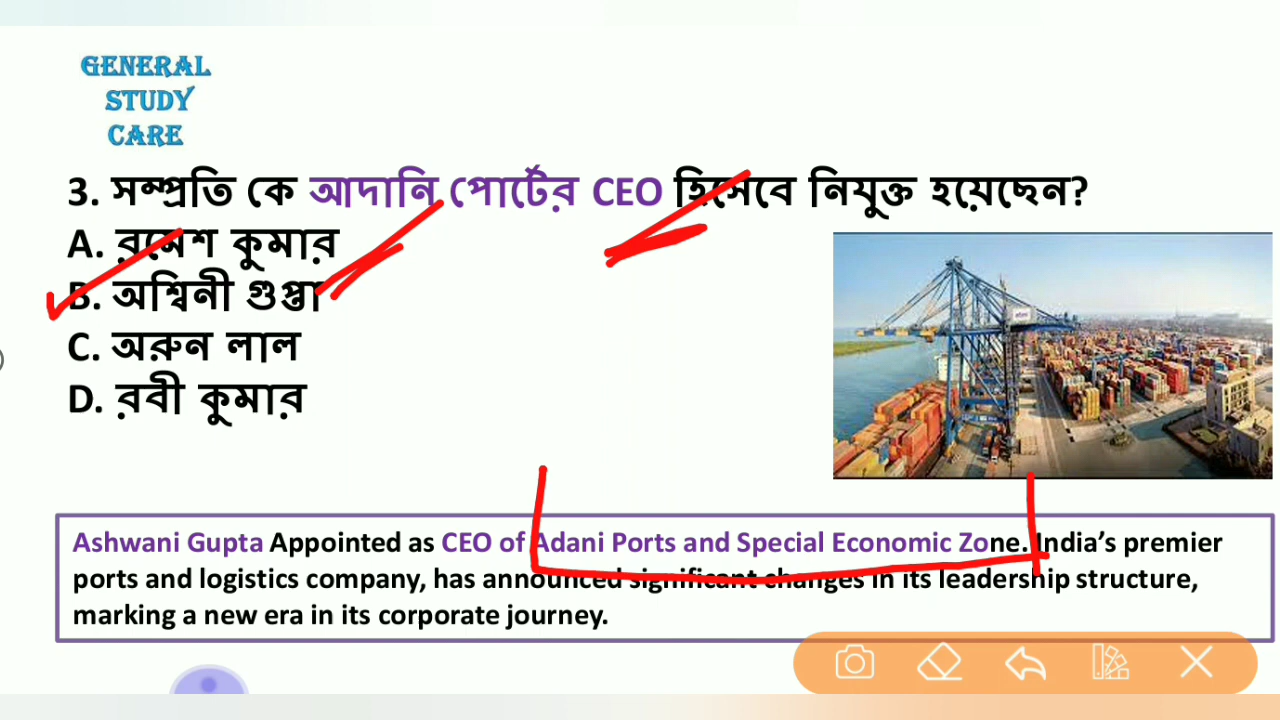 GENERAL
STUDY
CARE
3. সম্প্রতি কে আদানি পোর্টের CEO হিসেবে নিযুক্ত হয়েছেন?
A. রমেশ কুমার
B. অশ্বিনী গুপ্তা
C. অরুন লাল
D. রবী কুমার
Ashwani Gupta Appointed as CEO of Adani Ports and Special Economic Zone. India’s premier
ports and logistics company, has announced significant changes in its leadership structure,
marking a new era in its corporate journey.